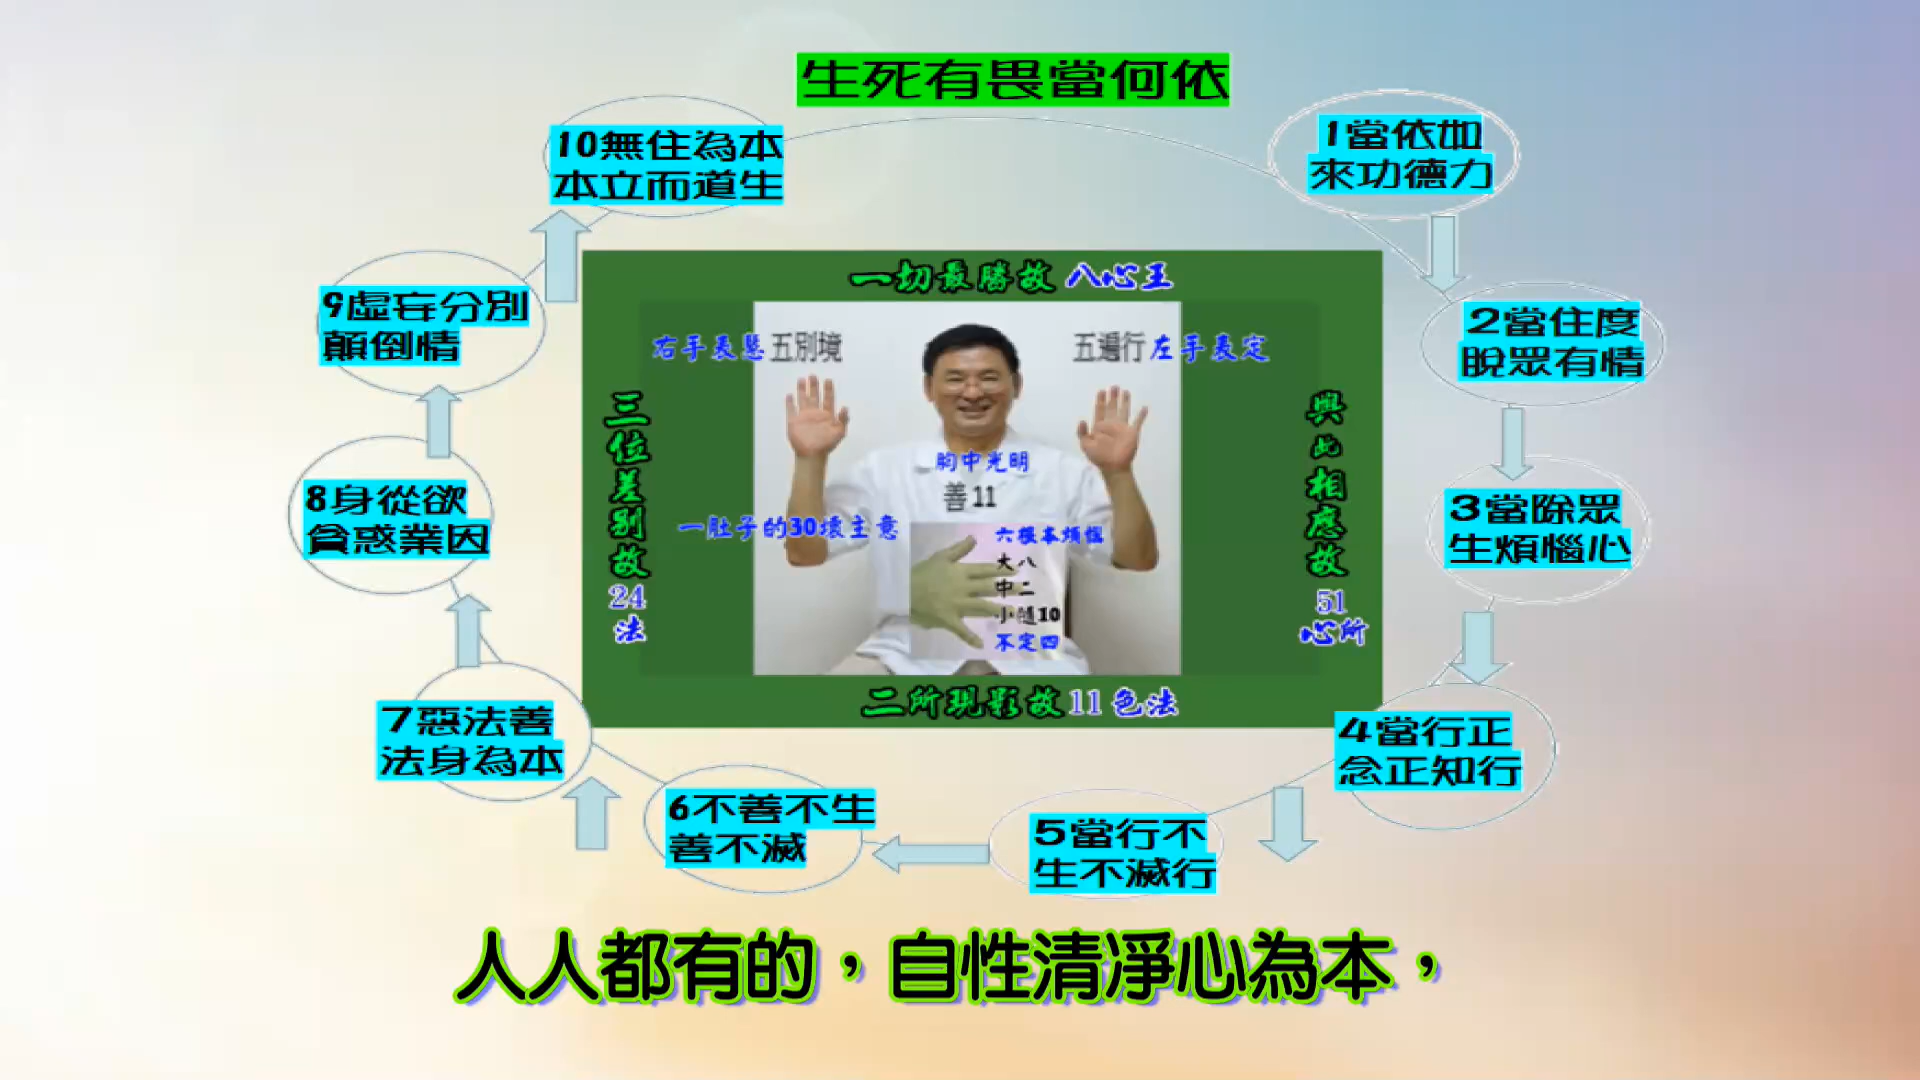 生死有畏當何依
1當依如
來功德力
2當住度
脫眾有情
3當除眾
生煩惱心
4當行正
念正知行
5當行不
生不滅行
6不善不生
善不滅
7惡法善
法身為本
8身從欲
貪惑業因
9虛妄分別
顛倒情
10無住為本
本立而道生
一切最勝故 八心王
右手表慧 五別境
五遍行 左手表定
三位差別故
24
法
與此相應故
51
心所
胸中光明
善11
一肚子的30壞主意
六根本煩惱
大八
中二
小隨10
不定四
二所現影故 11 色法
人人都有的，自性清凈心為本，